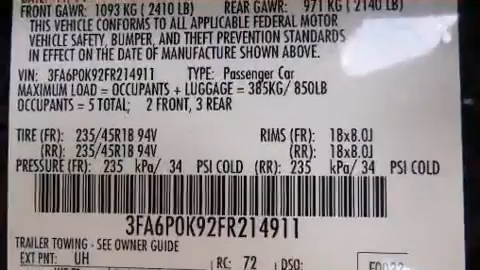 FRONT GAWR: 1093 KG ( 2410 LB) REAR GAWR: 971 KG ( 2140 LB)
THIS VEHICLE CONFORMS TO ALL APPLICABLE FEDERAL MOTOR
VEHICLE SAFETY, BUMPER, AND THEFT PREVENTION STANDARDS
IN EFFECT ON THE DATE OF MANUFACTURE SHOWN ABOVE.
VIN: 3FA6P0K92FR214911 TYPE: Passenger Car
MAXIMUM LOAD = OCCUPANTS + LUGGAGE = 385KG/ 850LB
OCCUPANTS = 5 TOTAL; 2 FRONT, 3 REAR
TIRE (FR): 235/45R18 94V RIMS (FR): 18x8.0J
(RR): 235/45R18 94V (RR): 18x8.0J
PRESSURE (FR): 235 kPa/ 34 PSI COLD (RR): 235 kPa/ 34 PSI COLD
3FA6P0K92FR214911
TRAILER TOWING - SEE OWNER GUIDE
EXT PNT: UH RC: 72 DSO: